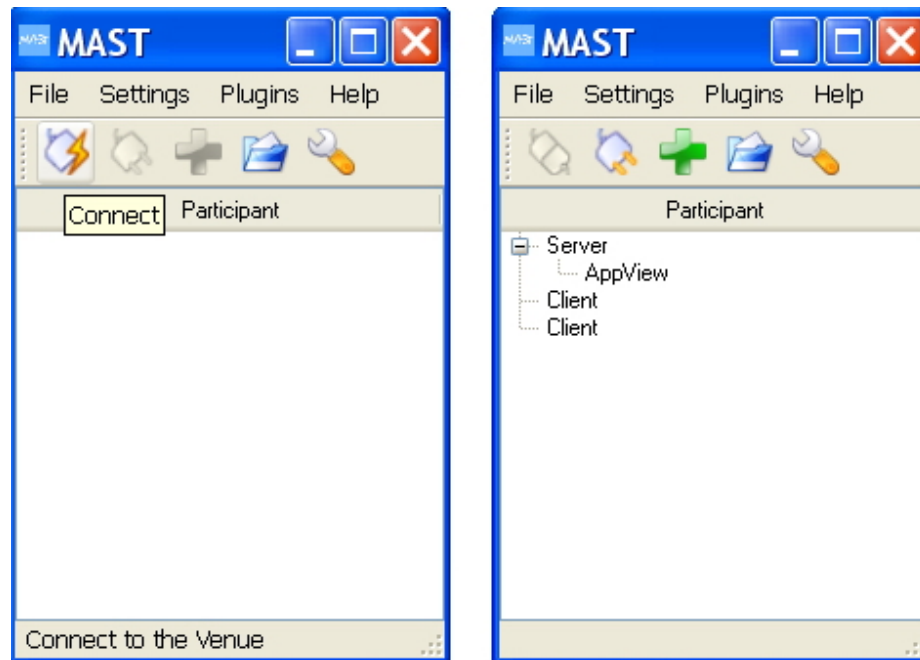 MAST
File Settings Plugins Help
Connect
Participant
Connect to the Venue
MAST
File Settings Plugins Help
Participant
Server
AppView
Client
Client